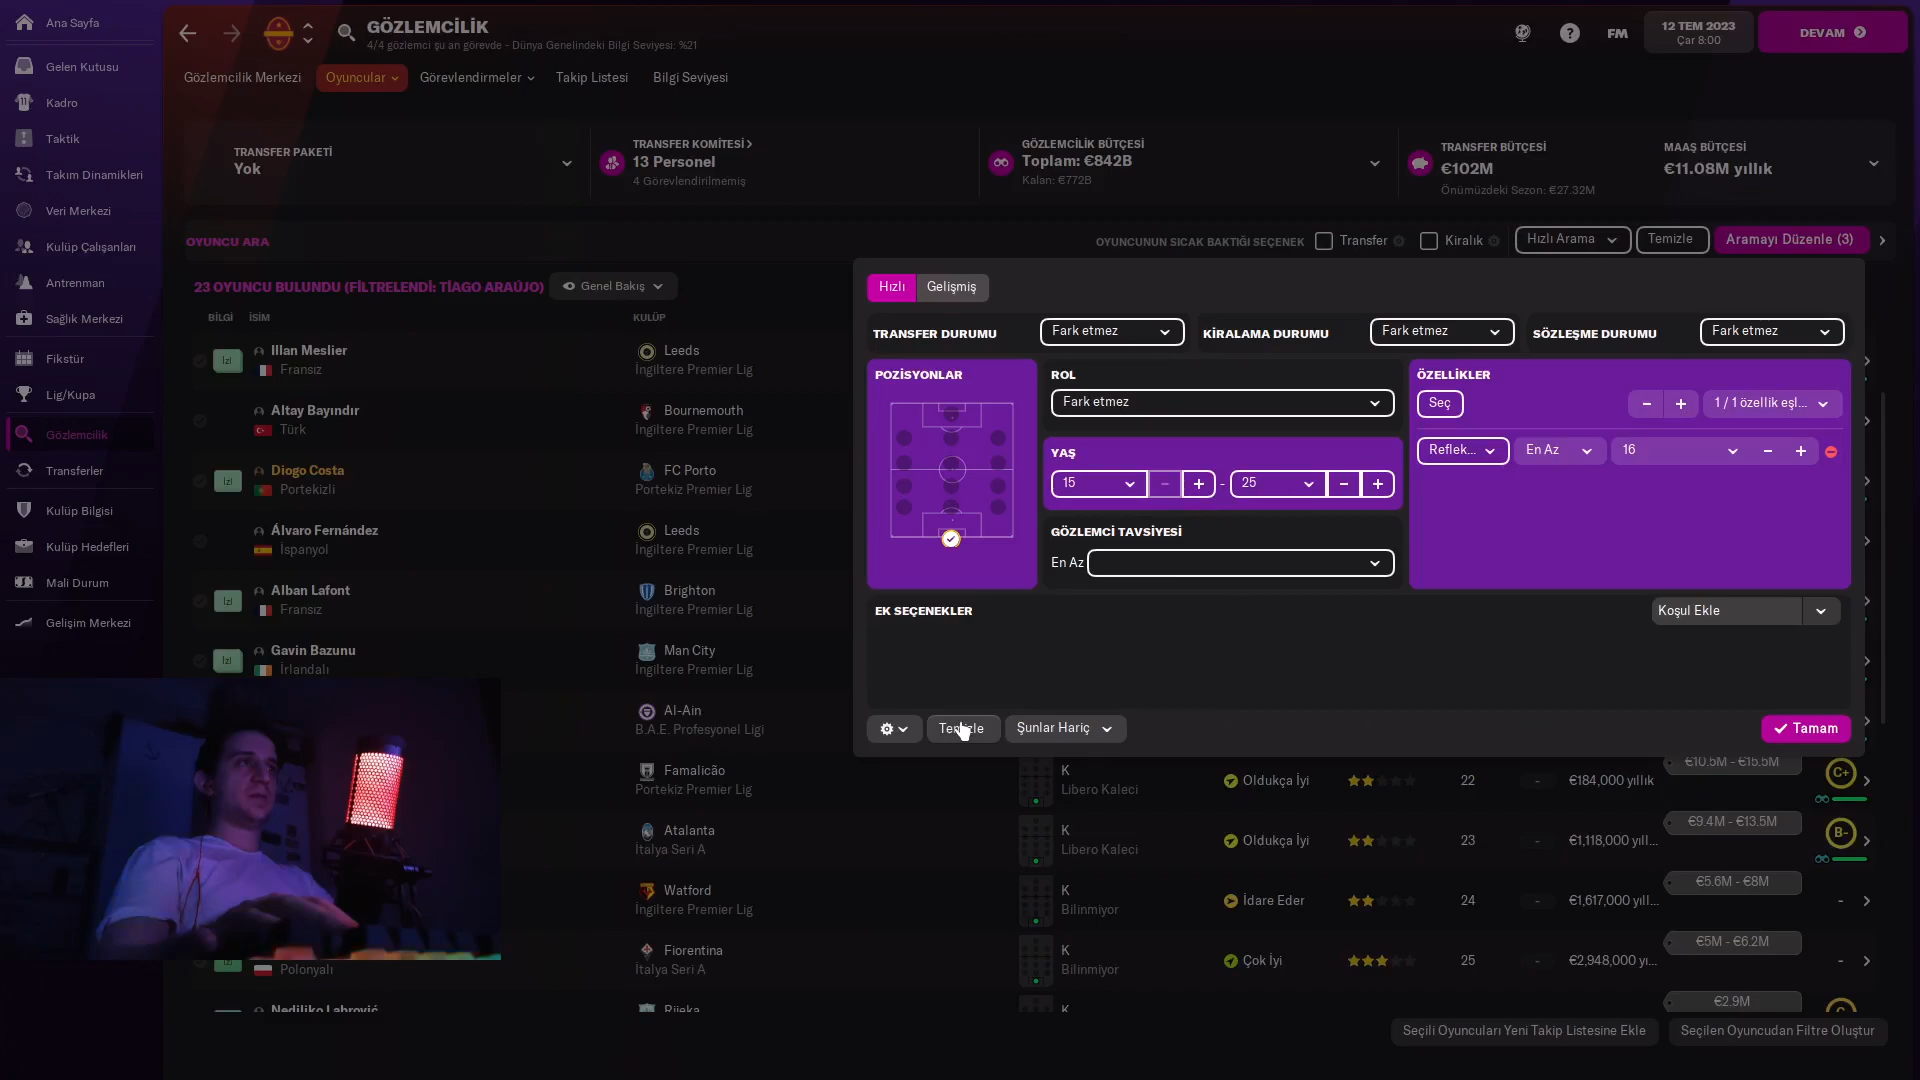 Ana Sayfa
Gelen Kutusu
Kadro
Taktik
Takım Dinamikleri
Veri Merkezi
Kulüp Çalışanları
Antrenman
Sağlık Merkezi
Fikstür
Lig/Kupa
Gözlemcilik
Transferler
Kulüp Bilgisi
Kulüp Hedefleri
Mali Durum
Gelişim Merkezi
GÖZLEMCİLİK
4/4 gözlemci şu an görevde - Dünya Genelindeki Bilgi Seviyesi: %21
FM
12 TEM 2023
Çar 8:00
DEVAM
Gözlemcilik Merkezi Oyuncular Görevlendirmeler Takip Listesi Bilgi Seviyesi
TRANSFER PAKETİ
Yok
TRANSFER KOMİTESİ
13 Personel
4 Görevlendirilmemiş
GÖZLEMCİLİK BÜTÇESİ
Toplam: €842B
Kalan: €772B
TRANSFER BÜTÇESİ
€102M
Önümüzdeki Sezon: €27.32M
MAAŞ BÜTÇESİ
€11.08M yıllık
OYUNCU ARA
OYUNCUNUN SICAK BAKTIĞI SEÇENEK Transfer Kiralık Hızlı Arama Temizle Aramayı Düzenle (3)
23 OYUNCU BULUNDU (FİLTRELENDİ: TİAGO ARAÚJO) Genel Bakış
BİLGİ İSİM KULÜP
İzl Illan Meslier Leeds
Fransız İngiltere Premier Lig
Altay Bayındır Bournemouth
Türk İngiltere Premier Lig
İzl Diogo Costa FC Porto
Portekizli Portekiz Premier Lig
Álvaro Fernández Leeds
İspanyol İngiltere Premier Lig
İzl Alban Lafont Brighton
Fransız İngiltere Premier Lig
İzl Gavin Bazunu Man City
İrlandalı İngiltere Premier Lig
Al-Ain
B.A.E. Profesyonel Ligi
Hızlı Gelişmiş
TRANSFER DURUMU Fark etmez KİRALAMA DURUMU Fark etmez SÖZLEŞME DURUMU Fark etmez
POZİSYONLAR
ROL
Fark etmez
YAŞ
15 - + - 25 - +
GÖZLEMCİ TAVSİYESİ
En Az
ÖZELLİKLER
Seç - + 1 / 1 özellik eşl...
Reflek... En Az 16 - +
EK SEÇENEKLER Koşul Ekle
Temizle Şunlar Hariç Tamam
Famalicão K Oldukça İyi 22 - €184,000 yıllık €10.5M - €15.5M C+
Portekiz Premier Lig Libero Kaleci
Atalanta K Oldukça İyi 23 - €1,118,000 yıll... €9.4M - €13.5M B-
İtalya Seri A Libero Kaleci
Watford K İdare Eder 24 - €1,617,000 yıll... €5.6M - €8M -
İngiltere Premier Lig Bilinmiyor
Fiorentina K Çok İyi 25 - €2,948,000 yı... €5M - €6.2M -
Polonyalı İtalya Seri A Bilinmiyor
Nediljko Labrović Rijeka K €2.9M
Seçili Oyuncuları Yeni Takip Listesine Ekle Seçilen Oyuncudan Filtre Oluştur